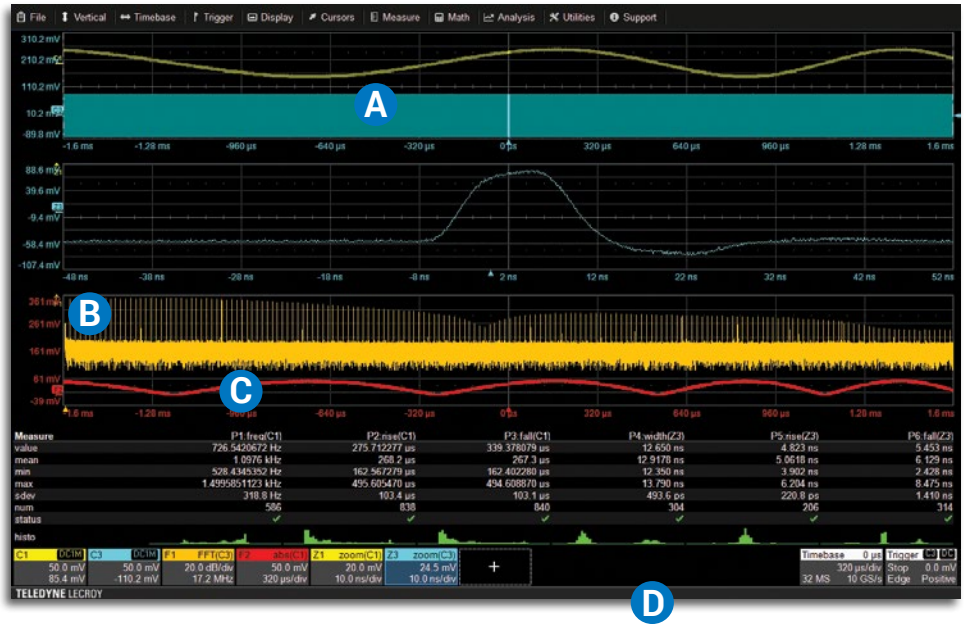 File Vertical Timebase Trigger Display Cursors Measure Math Analysis Utilities Support
310.2 mV
210.2 mV
110.2 mV
A
10.2 mV
C3
-89.8 mV
-1.6 ms -1.28 ms -960 µs -640 µs -320 µs 0 µs 320 µs 640 µs 960 µs 1.28 ms 1.6 ms
88.6 mV
39.6 mV
Z3
-9.4 mV
-58.4 mV
-107.4 mV
-48 ns -38 ns -28 ns -18 ns -8 ns 2 ns 12 ns 22 ns 32 ns 42 ns 52 ns
361 mV
B
261 mV
161 mV
61 mV
C
-39 mV
-1.6 ms -1.28 ms -960 µs -640 µs -320 µs 0 µs 320 µs 640 µs 960 µs 1.28 ms 1.6 ms
Measure P1:freq(C1) P2:rise(C1) P3:fall(C1) P4:width(Z3) P5:rise(Z3) P6:fall(Z3)
value 726.5420672 Hz 275.712277 µs 339.378079 µs 12.650 ns 4.823 ns 5.453 ns
mean 1.0976 kHz 268.2 µs 267.3 µs 12.9178 ns 5.0618 ns 6.129 ns
min 528.4345352 Hz 162.567279 µs 162.402280 µs 12.350 ns 3.902 ns 2.428 ns
max 1.4995851123 kHz 495.605470 µs 494.608870 µs 13.790 ns 6.204 ns 8.475 ns
sdev 318.8 Hz 103.4 µs 103.1 µs 493.6 ps 220.8 ps 1.410 ns
num 586 838 840 304 206 314
status
histo
C1 DC1M C3 DC1M F1 FFT(C3) F2 abs(C1) Z1 zoom(C1) Z3 zoom(C3) Timebase 0 µs Trigger C3 DC
50.0 mV 50.0 mV 20.0 dB/div 50.0 mV 20.0 mV 24.5 mV + 320 µs/div Stop 0.0 mV
85.4 mV -110.2 mV 17.2 MHz 320 µs/div 10.0 ns/div 10.0 ns/div 32 MS 10 GS/s Edge Positive
TELEDYNE LECROY
D